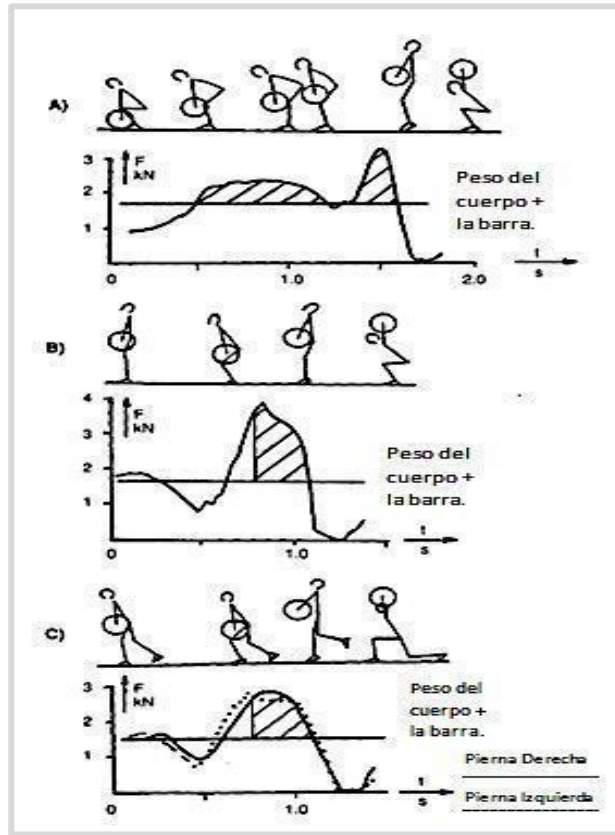 A)
3
F
kN
2
1
Peso del
cuerpo +
la barra.
0
1.0
2.0
t
s
B)
4
F
kN
3
2
1
Peso del
cuerpo +
la barra.
0
1.0
t
s
C)
3
F
kN
2
1
Peso del
cuerpo +
la barra.
Pierna Derecha
Pierna Izquierda
0
1.0
t
s